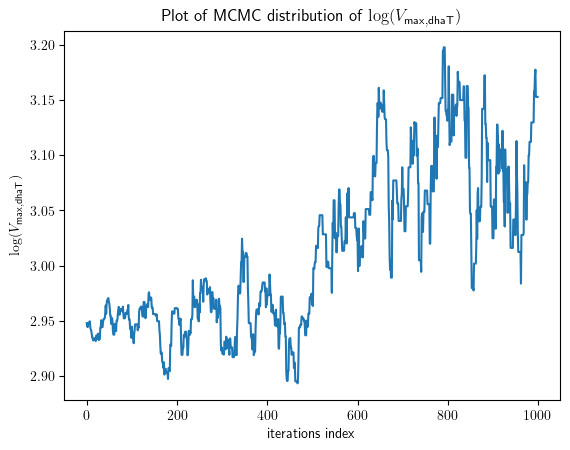 Plot of MCMC distribution of log(V_max,dhaT)
log(V_max,dhaT)
3.20
3.15
3.10
3.05
3.00
2.95
2.90
0 200 400 600 800 1000
iterations index